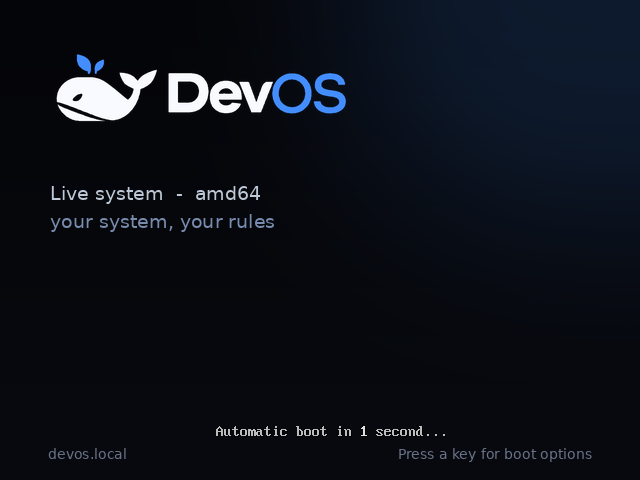 DevOS
Live system - amd64
your system, your rules
Automatic boot in 1 second...
devos.local
Press a key for boot options